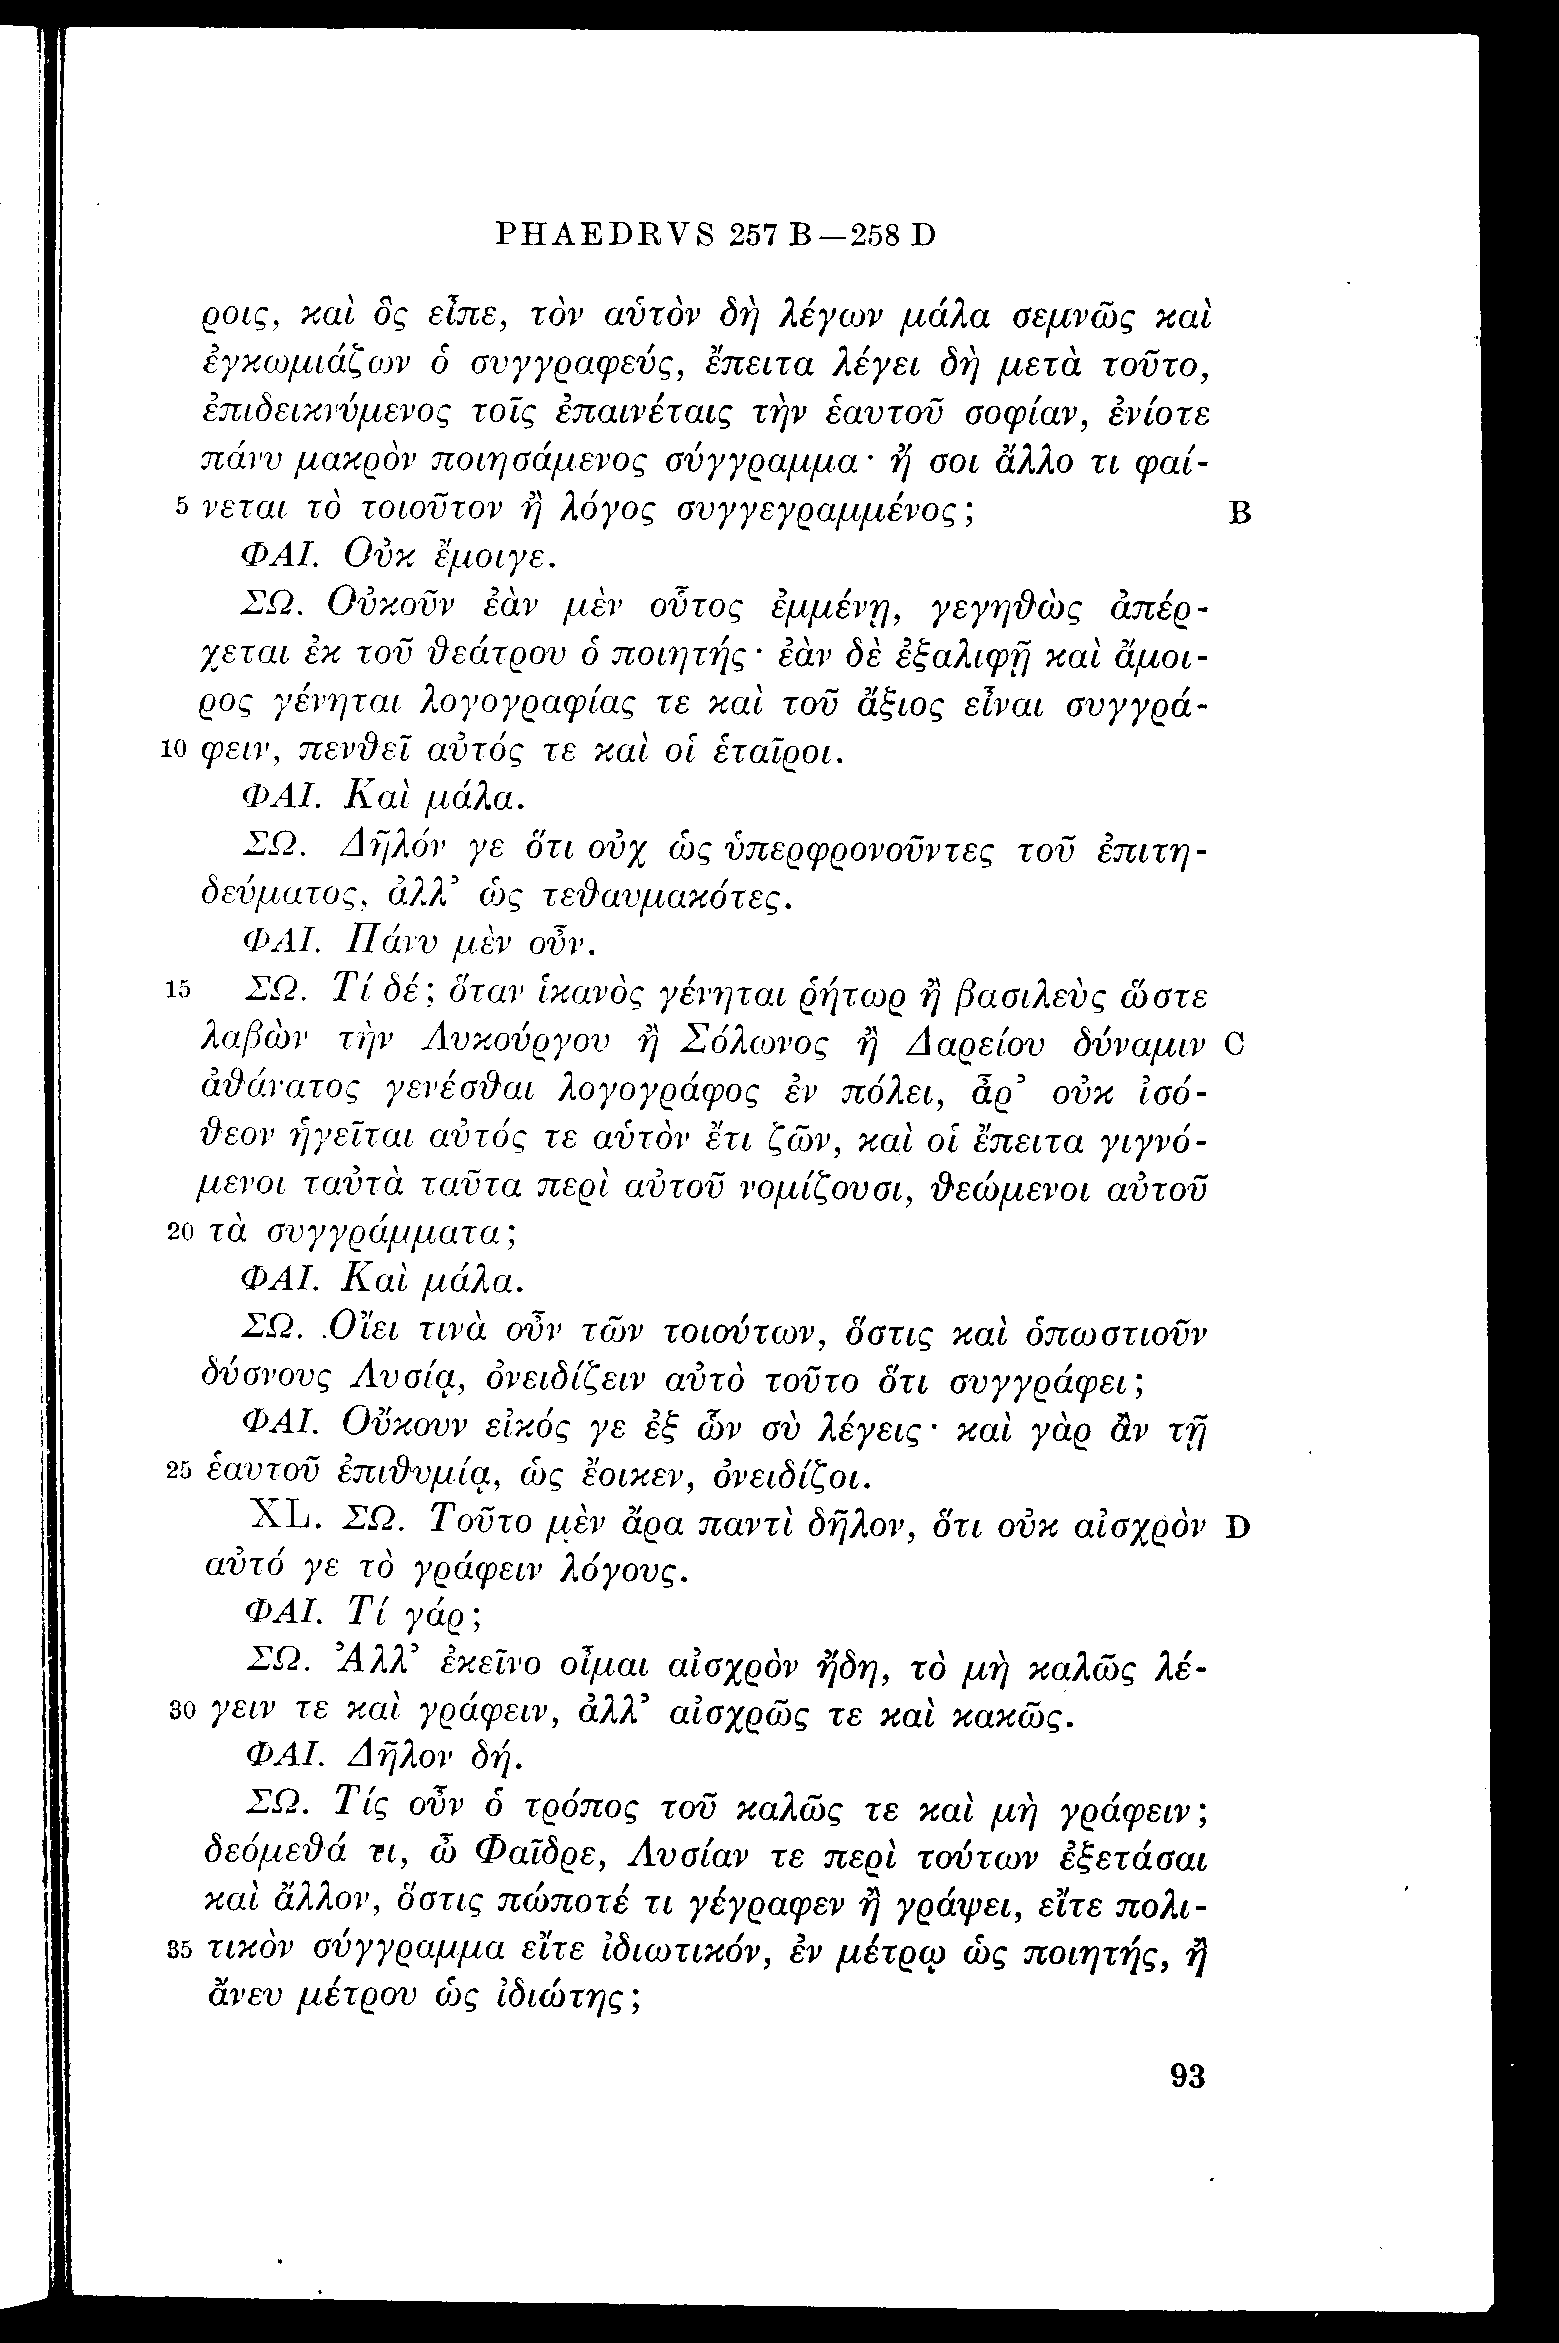 PHAEDRVS 257 B—258 D
ροις, καὶ ὃς εἶπε, τὸν αὑτὸν δὴ λέγων μάλα σεμνῶς καὶ
ἐγκωμιάζων ὁ συγγραφεύς, ἔπειτα λέγει δὴ μετὰ τοῦτο,
ἐπιδεικνύμενος τοῖς ἐπαινέταις τὴν ἑαυτοῦ σοφίαν, ἐνίοτε
πάνυ μακρὸν ποιησάμενος σύγγραμμα· ἤ σοι ἄλλο τι φαί-
5 νεται τὸ τοιοῦτον ἢ λόγος συγγεγραμμένος; B
ΦΑΙ. Οὐκ ἔμοιγε.
ΣΩ. Οὐκοῦν ἐὰν μὲν οὗτος ἐμμένῃ, γεγηθὼς ἀπέρ-
χεται ἐκ τοῦ θεάτρου ὁ ποιητής· ἐὰν δὲ ἐξαλιφῇ καὶ ἄμοι-
ρος γένηται λογογραφίας τε καὶ τοῦ ἄξιος εἶναι συγγρά-
10 φειν, πενθεῖ αὐτός τε καὶ οἱ ἑταῖροι.
ΦΑΙ. Καὶ μάλα.
ΣΩ. Δῆλόν γε ὅτι οὐχ ὡς ὑπερφρονοῦντες τοῦ ἐπιτη-
δεύματος, ἀλλ’ ὡς τεθαυμακότες.
ΦΑΙ. Πάνυ μὲν οὖν.
15 ΣΩ. Τί δέ; ὅταν ἱκανὸς γένηται ῥήτωρ ἢ βασιλεὺς ὥστε
λαβὼν τὴν Λυκούργου ἢ Σόλωνος ἢ Δαρείου δύναμιν C
ἀθάνατος γενέσθαι λογογράφος ἐν πόλει, ἆρ’ οὐκ ἰσό-
θεον ἡγεῖται αὐτός τε αὑτὸν ἔτι ζῶν, καὶ οἱ ἔπειτα γιγνό-
μενοι ταὐτὰ ταῦτα περὶ αὐτοῦ νομίζουσι, θεώμενοι αὐτοῦ
20 τὰ συγγράμματα;
ΦΑΙ. Καὶ μάλα.
ΣΩ. Οἴει τινὰ οὖν τῶν τοιούτων, ὅστις καὶ ὁπωστιοῦν
δύσνους Λυσίᾳ, ὀνειδίζειν αὐτὸ τοῦτο ὅτι συγγράφει;
ΦΑΙ. Οὔκουν εἰκός γε ἐξ ὧν σὺ λέγεις· καὶ γὰρ ἂν τῇ
25 ἑαυτοῦ ἐπιθυμίᾳ, ὡς ἔοικεν, ὀνειδίζοι.
XL. ΣΩ. Τοῦτο μὲν ἄρα παντὶ δῆλον, ὅτι οὐκ αἰσχρὸν D
αὐτό γε τὸ γράφειν λόγους.
ΦΑΙ. Τί γάρ;
ΣΩ. Ἀλλ’ ἐκεῖνο οἶμαι αἰσχρὸν ἤδη, τὸ μὴ καλῶς λέ-
30 γειν τε καὶ γράφειν, ἀλλ’ αἰσχρῶς τε καὶ κακῶς.
ΦΑΙ. Δῆλον δή.
ΣΩ. Τίς οὖν ὁ τρόπος τοῦ καλῶς τε καὶ μὴ γράφειν;
δεόμεθά τι, ὦ Φαῖδρε, Λυσίαν τε περὶ τούτων ἐξετάσαι
καὶ ἄλλον, ὅστις πώποτέ τι γέγραφεν ἢ γράψει, εἴτε πολι-
35 τικὸν σύγγραμμα εἴτε ἰδιωτικόν, ἐν μέτρῳ ὡς ποιητής, ἢ
ἄνευ μέτρου ὡς ἰδιώτης;
93